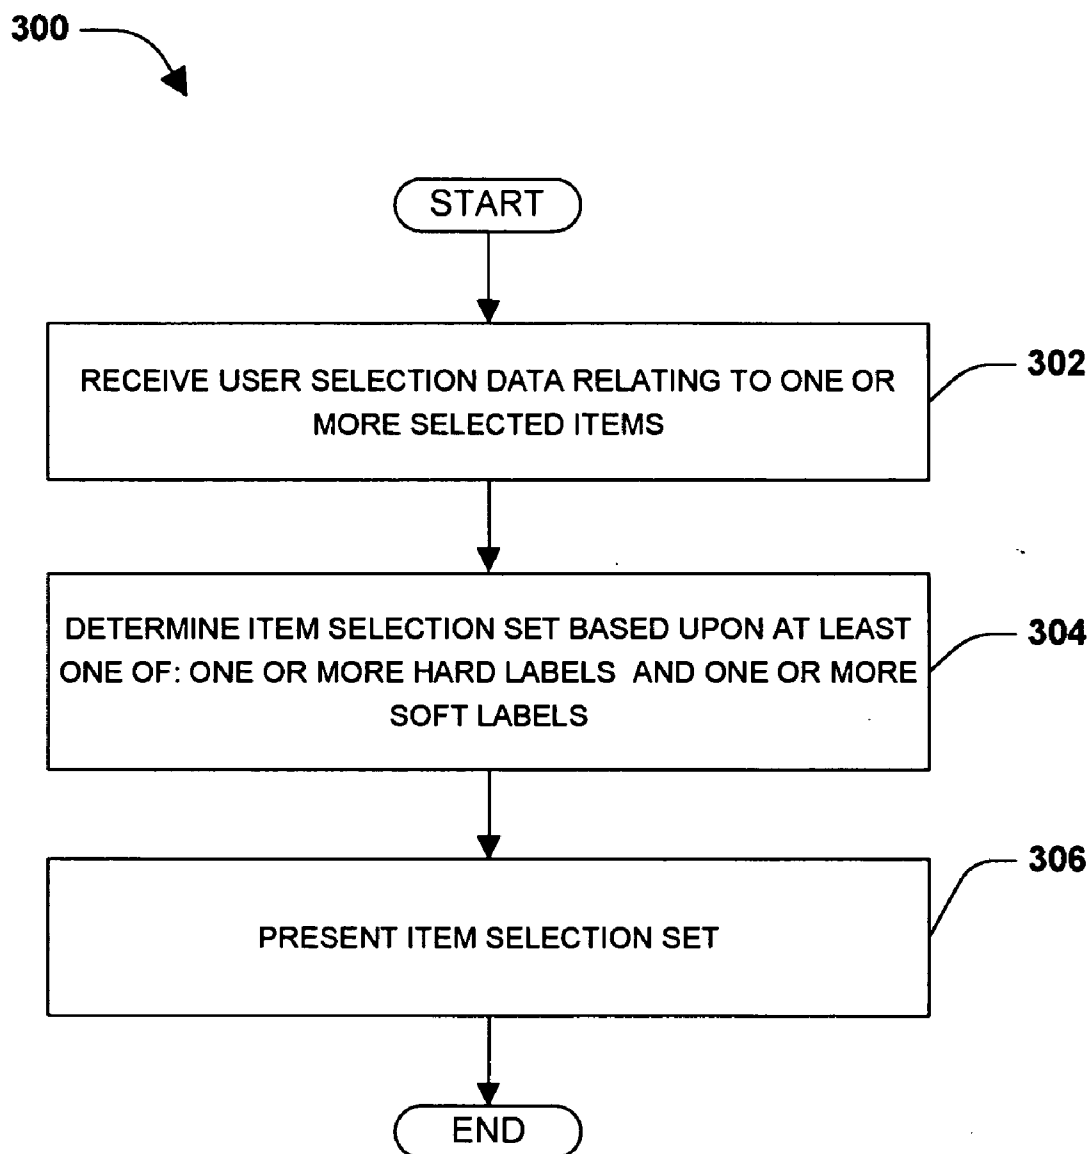 300
START
RECEIVE USER SELECTION DATA RELATING TO ONE OR
MORE SELECTED ITEMS
302
DETERMINE ITEM SELECTION SET BASED UPON AT LEAST
ONE OF: ONE OR MORE HARD LABELS AND ONE OR MORE
SOFT LABELS
304
PRESENT ITEM SELECTION SET
306
END